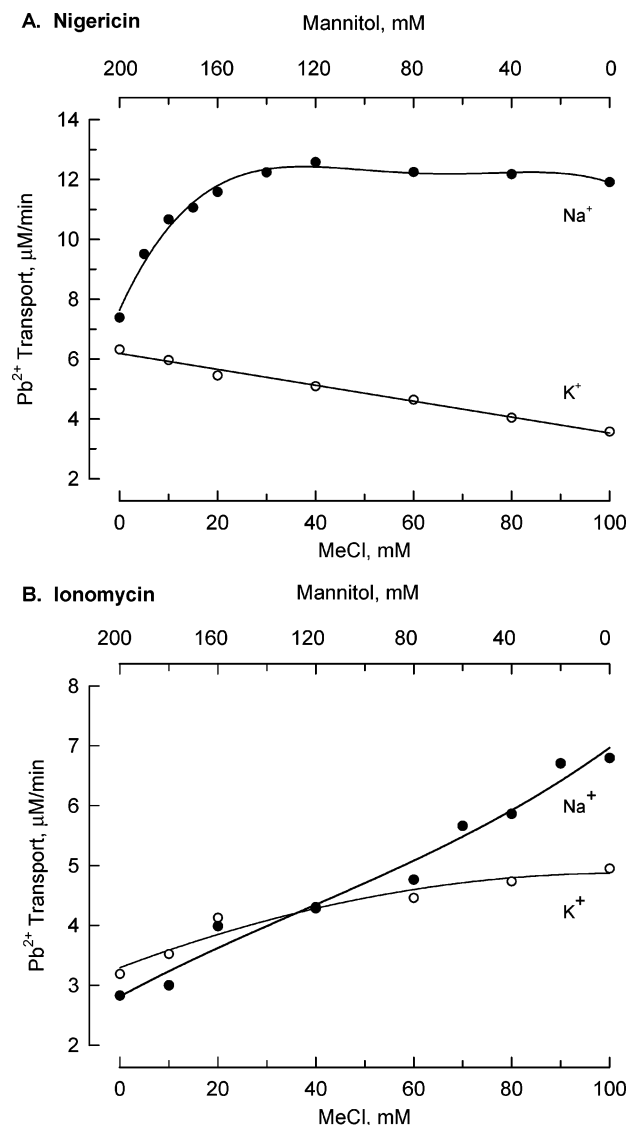 A. Nigericin
Mannitol, mM
200 160 120 80 40 0
14
12
10
8
6
4
2
Pb²⁺ Transport, µM/min
Na⁺
K⁺
0 20 40 60 80 100
MeCl, mM
B. Ionomycin
Mannitol, mM
200 160 120 80 40 0
8
7
6
5
4
3
2
Pb²⁺ Transport, µM/min
Na⁺
K⁺
0 20 40 60 80 100
MeCl, mM